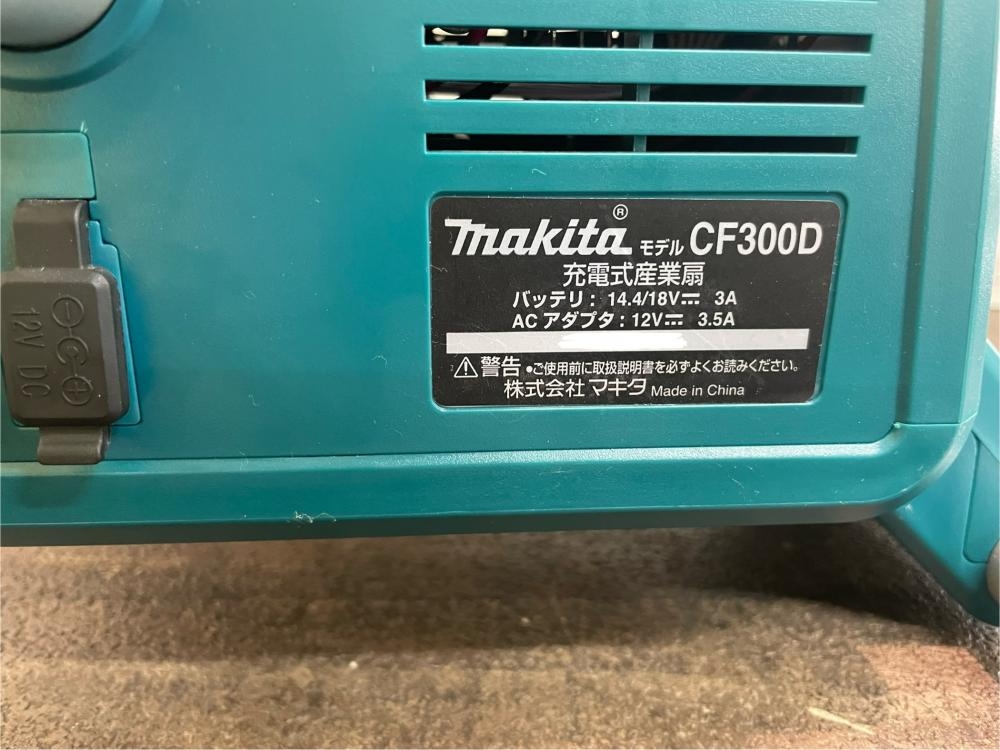 makita® モデル CF300D
充電式産業扇
バッテリ : 14.4/18V⎓ 3A
AC アダプタ : 12V⎓ 3.5A
⚠警告 •ご使用前に取扱説明書を必ずよくお読みください。
株式会社 マキタ Made in China
12V DC